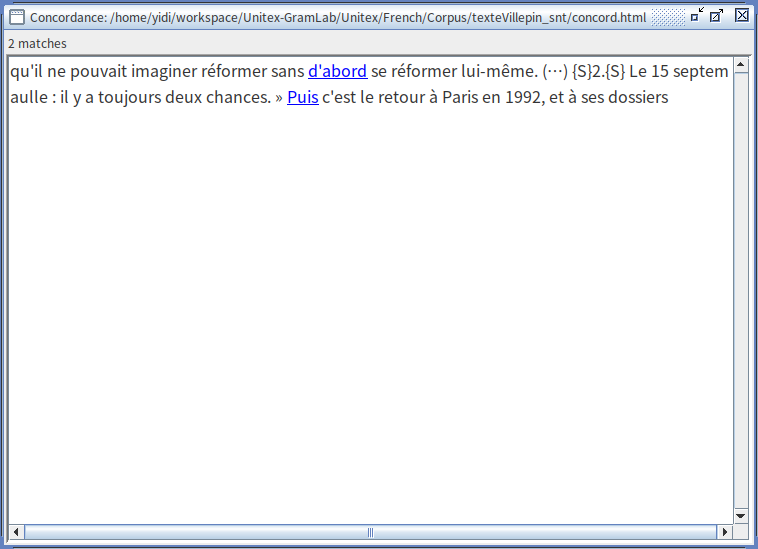 Concordance: /home/yidi/workspace/Unitex-GramLab/Unitex/French/Corpus/texteVillepin_snt/concord.html
2 matches
qu'il ne pouvait imaginer réformer sans d'abord se réformer lui-même. (⋯) {S}2.{S} Le 15 septem
aulle : il y a toujours deux chances. » Puis c'est le retour à Paris en 1992, et à ses dossiers